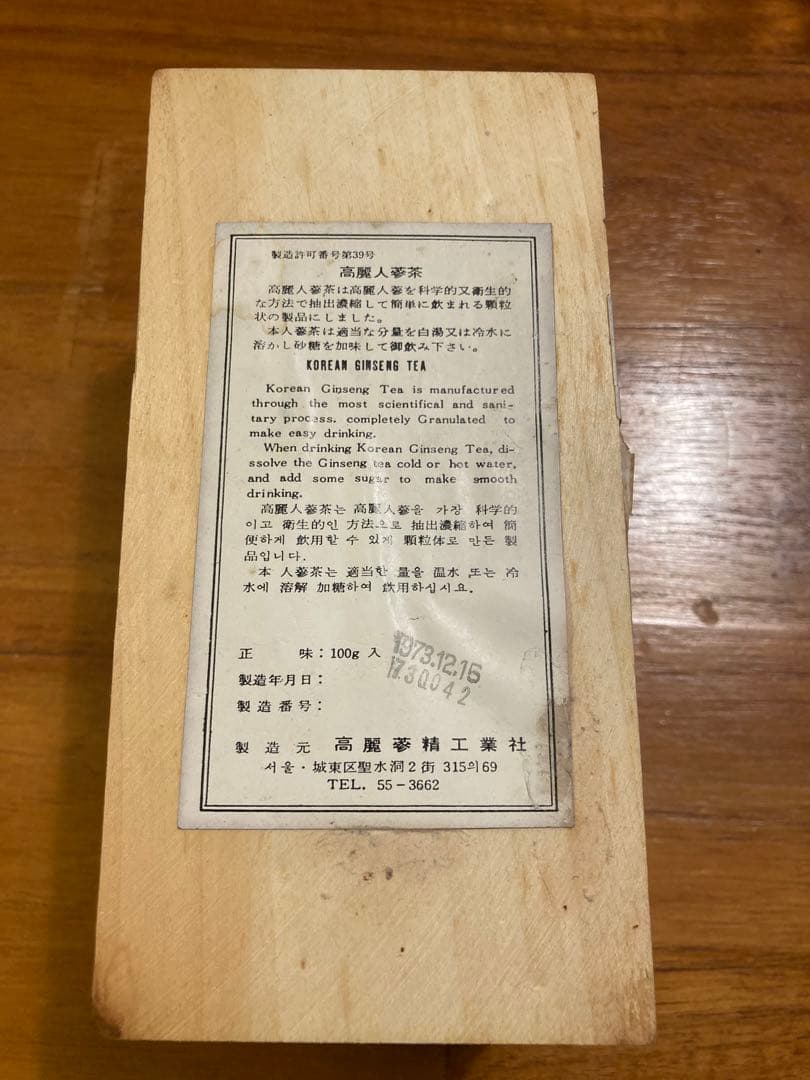 製造許可番号第39号
高麗人蔘茶
高麗人蔘茶は高麗人蔘を科学的又衛生的
な方法で抽出濃縮して簡単に飲まれる顆粒
状の製品にしました。
本人蔘茶は適当な分量を白湯又は冷水に
溶かし砂糖を加味して御飲み下さい。
KOREAN GINSENG TEA
Korean Ginseng Tea is manufactured
through the most scientifical and sani-
tary process. completely Granulated to
make easy drinking.
When drinking Korean Ginseng Tea, di-
ssolve the Ginseng tea cold or hot water,
and add some sugar to make smooth
drinking.
高麗人蔘茶는 高麗人蔘을 가장 科学的
이고 衛生的인 方法으로 抽出濃縮하여 簡
便하게 飲用할 수 있게 顆粒体로 만든 製
品입니다.
本 人蔘茶는 適当한 量을 温水 또는 冷
水에 溶解 加糖하여 飲用하십시요.
正 味：100g 入
1973.12.15
製造年月日：
製造番号：
製造元 高麗蔘精工業社
서울・城東区聖水洞2街 315의69
TEL. 55-3662